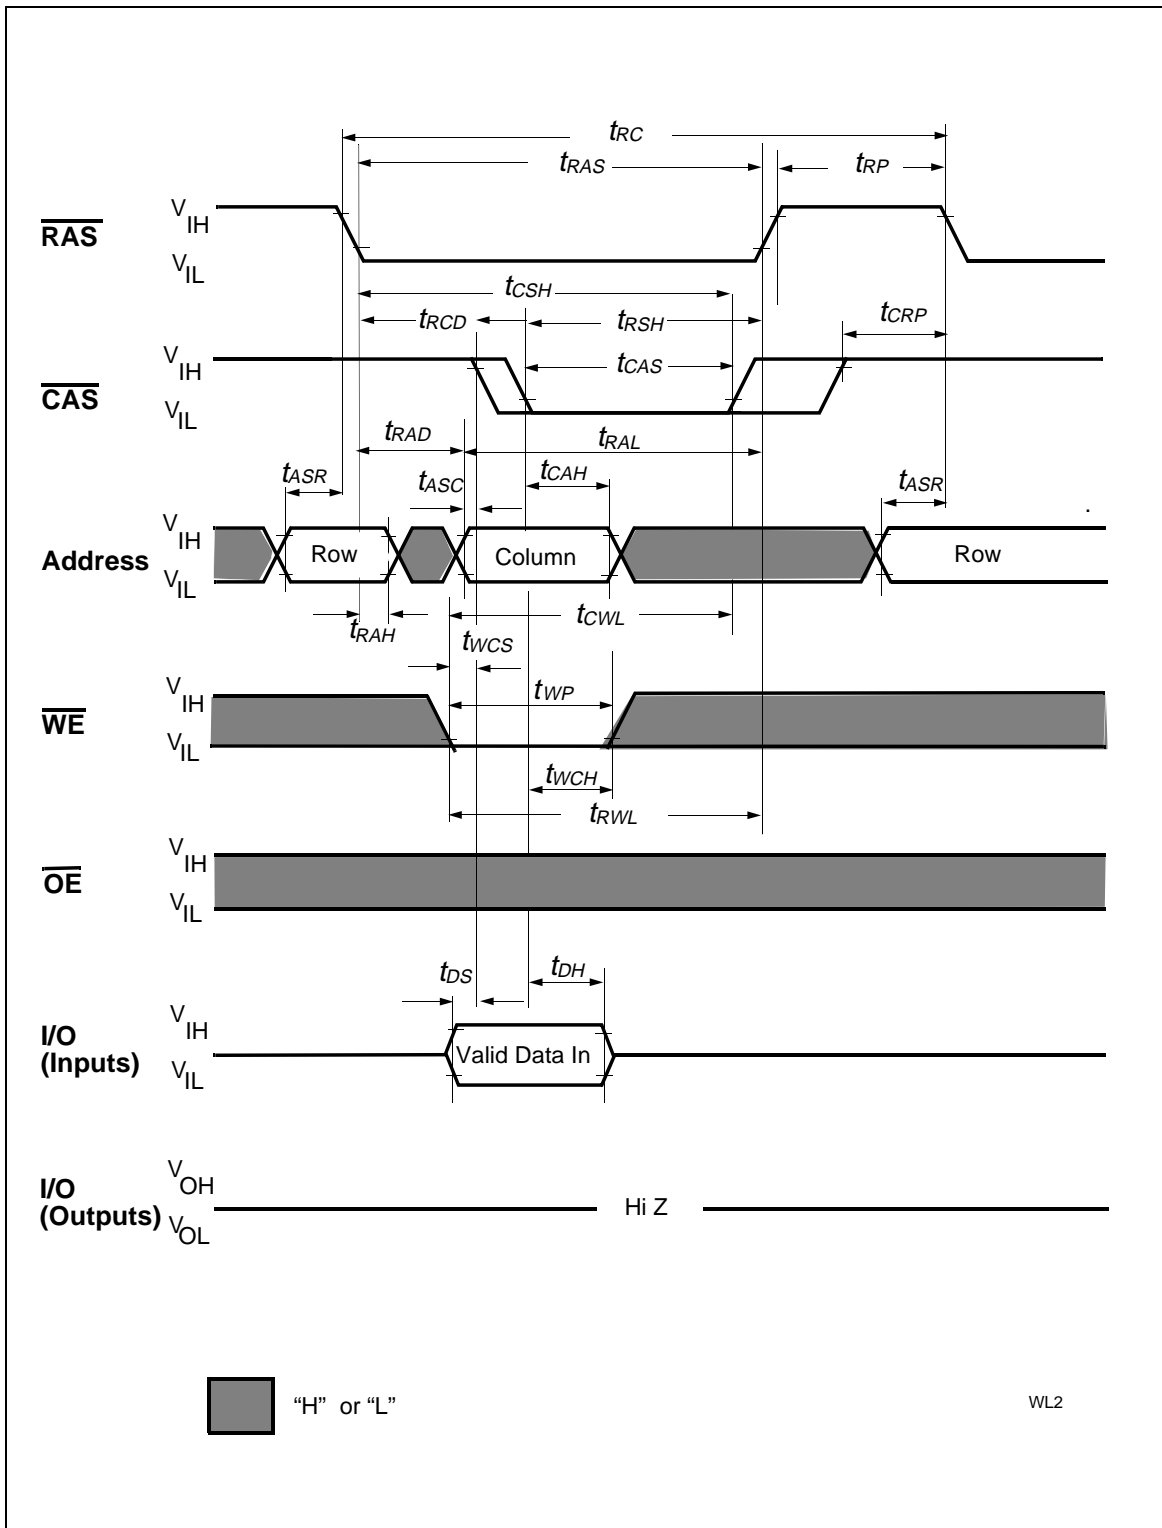 tRC
tRAS
tRP
RAS
VIH
VIL
tCSH
tRCD
tRSH
tCRP
CAS
VIH
VIL
tCAS
tRAD
tRAL
tASR
tASC
tCAH
tASR
Address
VIH
VIL
Row
Column
Row
tRAH
tCWL
tWCS
WE
VIH
VIL
tWP
tWCH
tRWL
OE
VIH
VIL
tDS
tDH
I/O
(Inputs)
VIH
VIL
Valid Data In
I/O
(Outputs)
VOH
VOL
Hi Z
“H” or “L”
WL2